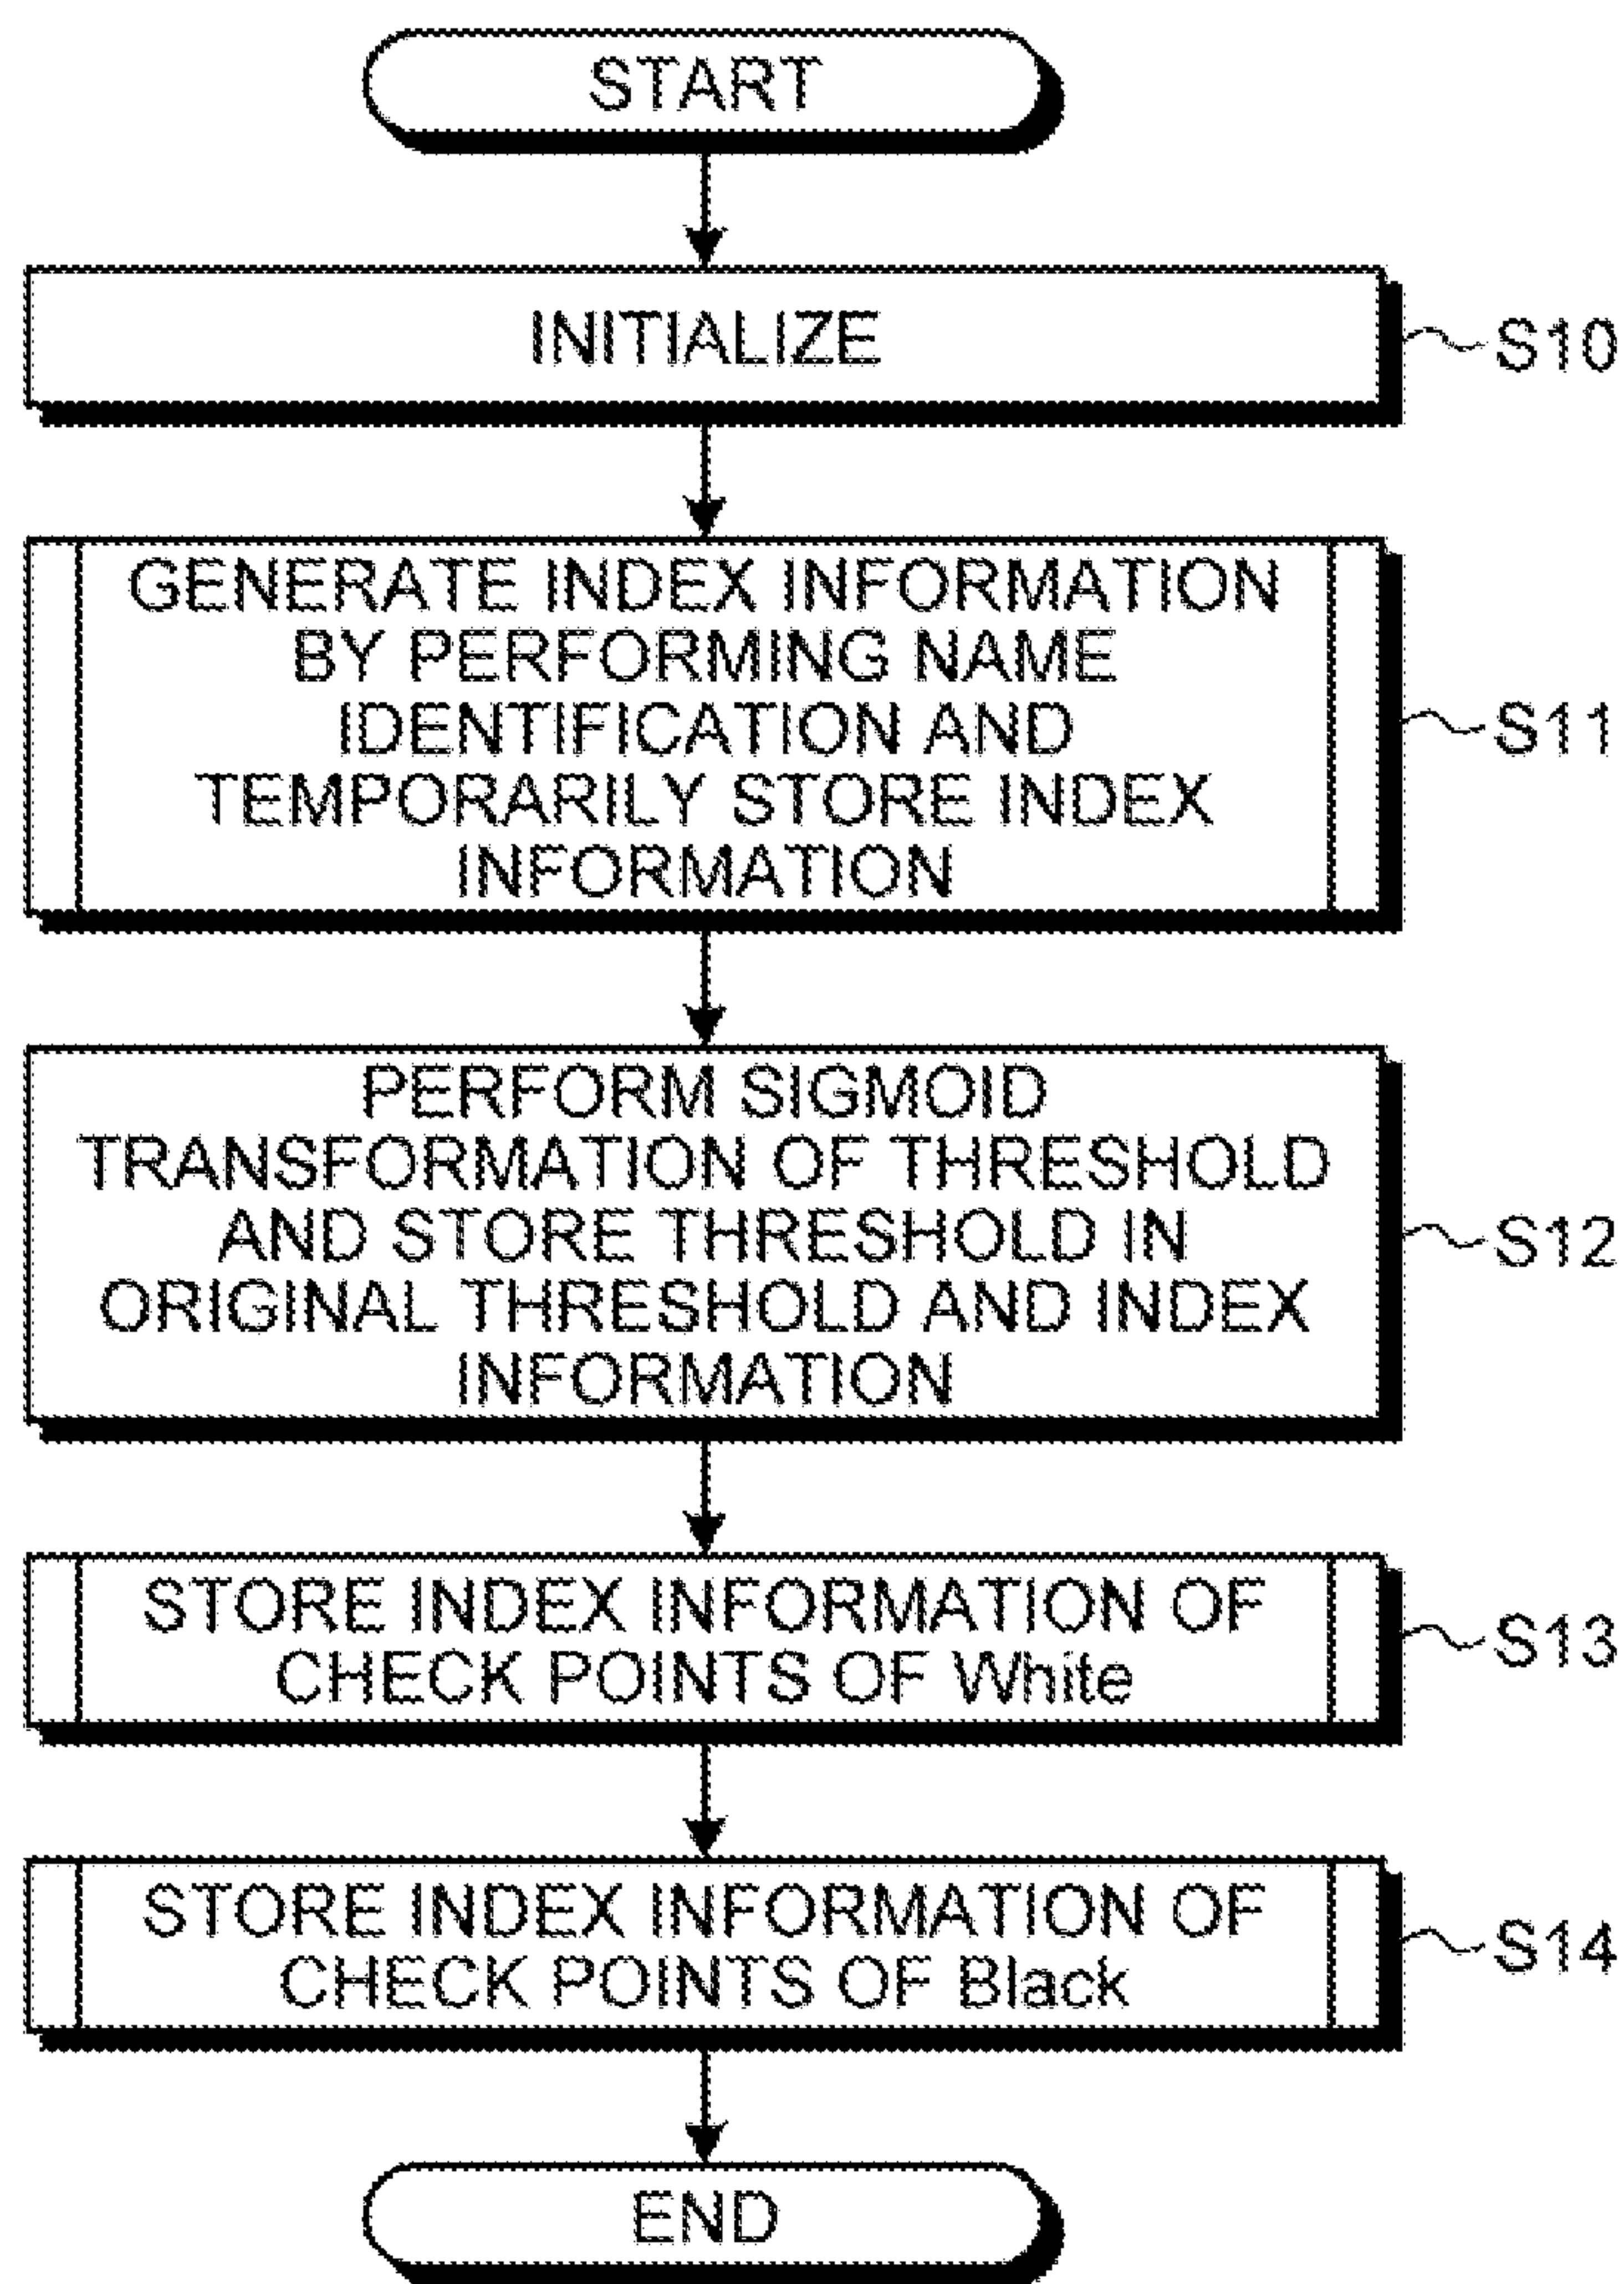 START
INITIALIZE
S10
GENERATE INDEX INFORMATION
BY PERFORMING NAME
IDENTIFICATION AND
TEMPORARILY STORE INDEX
INFORMATION
S11
PERFORM SIGMOID
TRANSFORMATION OF THRESHOLD
AND STORE THRESHOLD IN
ORIGINAL THRESHOLD AND INDEX
INFORMATION
S12
STORE INDEX INFORMATION OF
CHECK POINTS OF White
S13
STORE INDEX INFORMATION OF
CHECK POINTS OF Black
S14
END